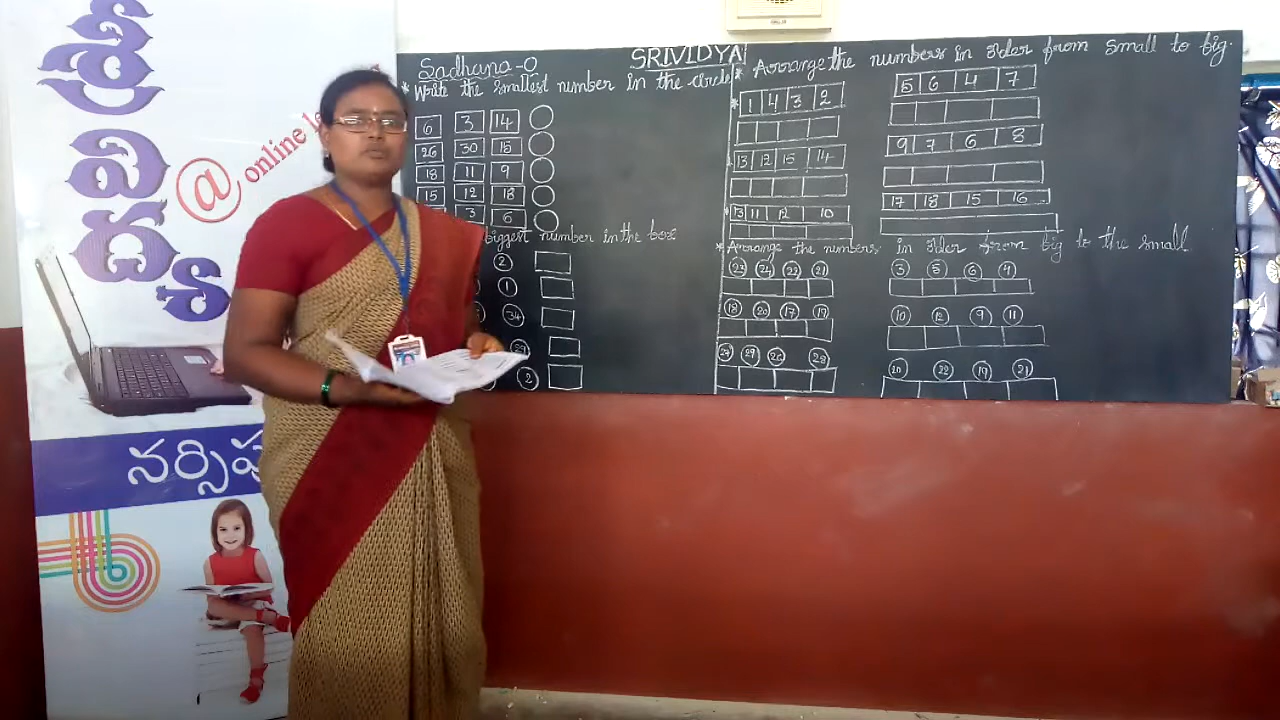 శ్రీ
విద్యా
@ online
నర్సిపు
SRIVIDYA
Sadhana-0
* Write the smallest number in the circle
6 3 14
26 30 15
18 11 9
15 12 18
3 6
biggest number in the box
2
1
34
2
* Arrange the numbers in order from small to big.
1 4 3 2
13 12 15 14
13 11 12 10
5 6 4 7
9 7 6 8
17 18 15 16
* Arrange the numbers in order from big to the small
23 24 22 21
18 20 17 19
3 5 6 4
10 12 9 11
20 22 19 21